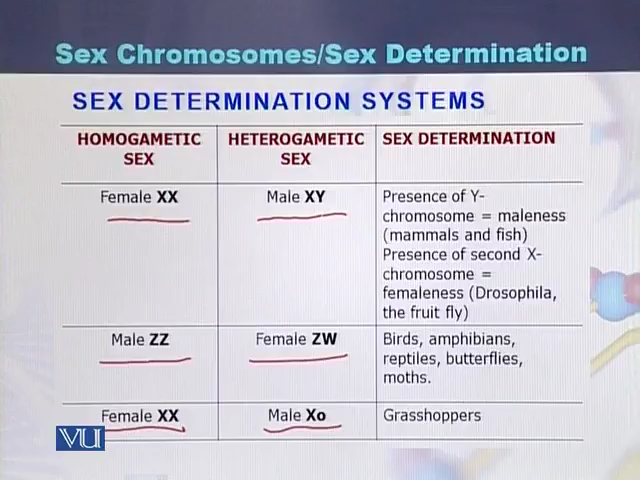 Sex Chromosomes/Sex Determination
SEX DETERMINATION SYSTEMS
HOMOGAMETIC
SEX
HETEROGAMETIC
SEX
SEX DETERMINATION
Female XX
Male XY
Presence of Y-
chromosome = maleness
(mammals and fish)
Presence of second X-
chromosome =
femaleness (Drosophila,
the fruit fly)
Male ZZ
Female ZW
Birds, amphibians,
reptiles, butterflies,
moths.
Female XX
Male Xo
Grasshoppers
VU